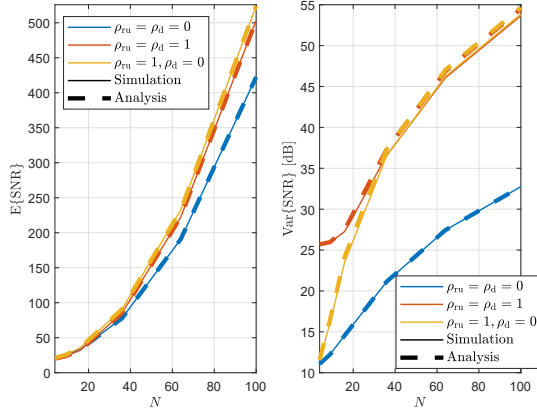 E{SNR}
0
50
100
150
200
250
300
350
400
450
500
550
20 40 60 80 100
N
ρru = ρd = 0
ρru = ρd = 1
ρru = 1, ρd = 0
Simulation
Analysis
Var{SNR} [dB]
10
15
20
25
30
35
40
45
50
55
20 40 60 80 100
N
ρru = ρd = 0
ρru = ρd = 1
ρru = 1, ρd = 0
Simulation
Analysis